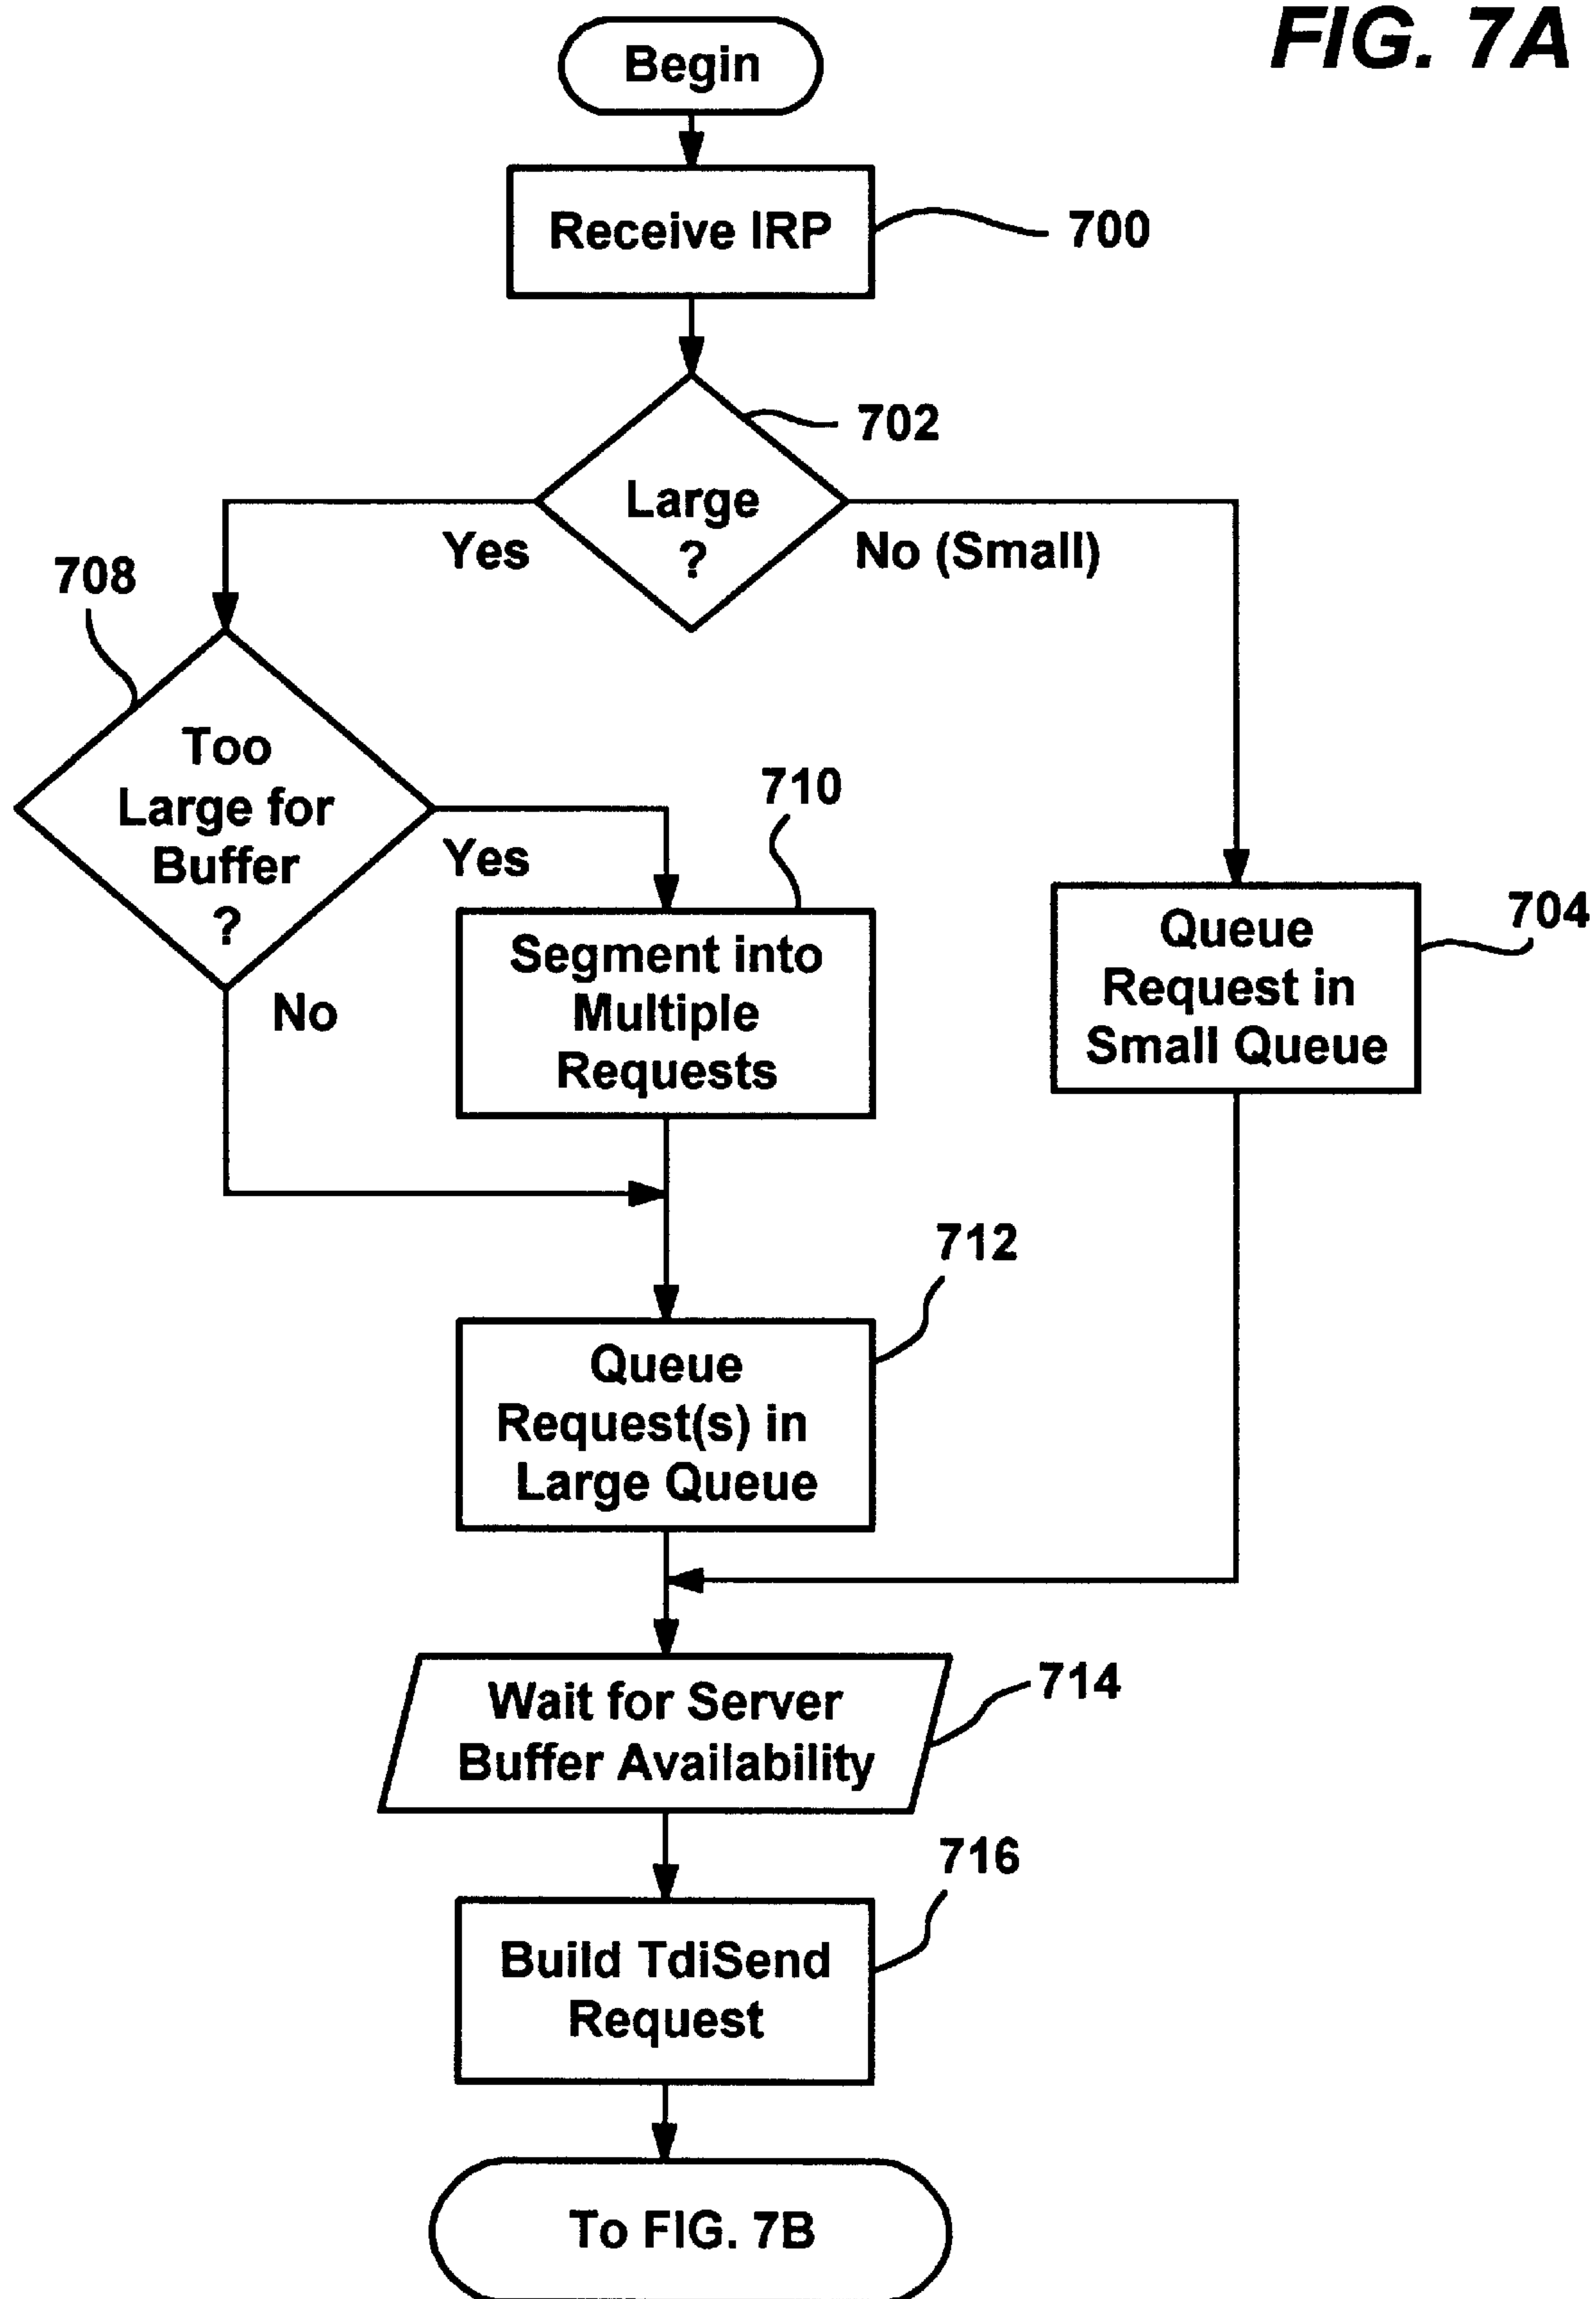 FIG. 7A
Begin
Receive IRP
700
702
Large
?
Yes
No (Small)
708
Too
Large for
Buffer
?
Yes
No
710
Segment into
Multiple
Requests
704
Queue
Request in
Small Queue
712
Queue
Request(s) in
Large Queue
Wait for Server
Buffer Availability
714
716
Build TdiSend
Request
To FIG. 7B